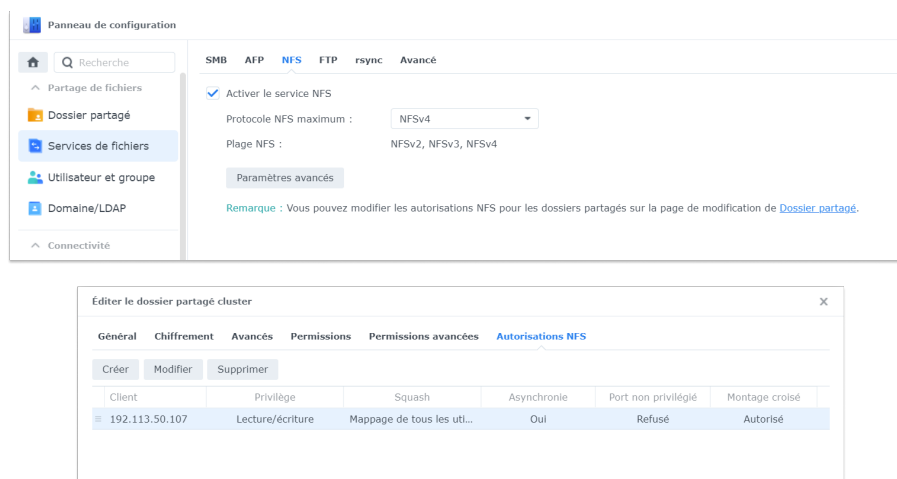 Panneau de configuration
Recherche
Partage de fichiers
Dossier partagé
Services de fichiers
Utilisateur et groupe
Domaine/LDAP
Connectivité
SMB AFP NFS FTP rsync Avancé
Activer le service NFS
Protocole NFS maximum : NFSv4
Plage NFS : NFSv2, NFSv3, NFSv4
Paramètres avancés
Remarque : Vous pouvez modifier les autorisations NFS pour les dossiers partagés sur la page de modification de Dossier partagé.
Éditer le dossier partagé cluster
Général Chiffrement Avancés Permissions Permissions avancées Autorisations NFS
Créer Modifier Supprimer
Client Privilège Squash Asynchronie Port non privilégié Montage croisé
192.113.50.107 Lecture/écriture Mappage de tous les uti... Oui Refusé Autorisé